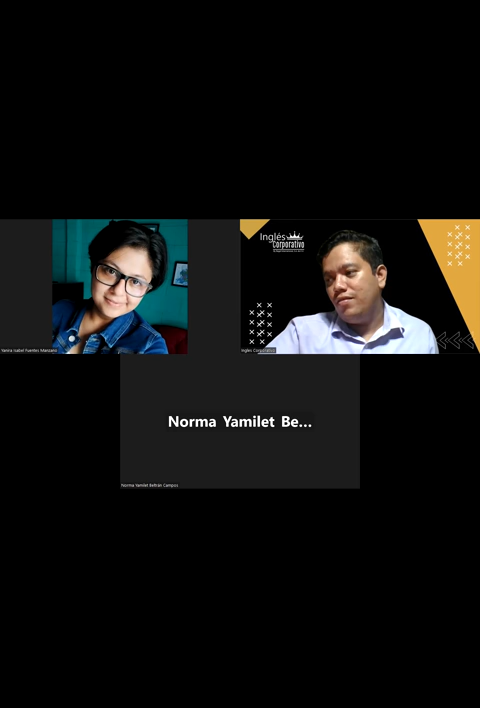 Inglés
Corporativo
Yanira Isabel Fuentes Manzano
Inglés Corporativo
Norma Yamilet Be...
Norma Yamilet Beltrán Campos